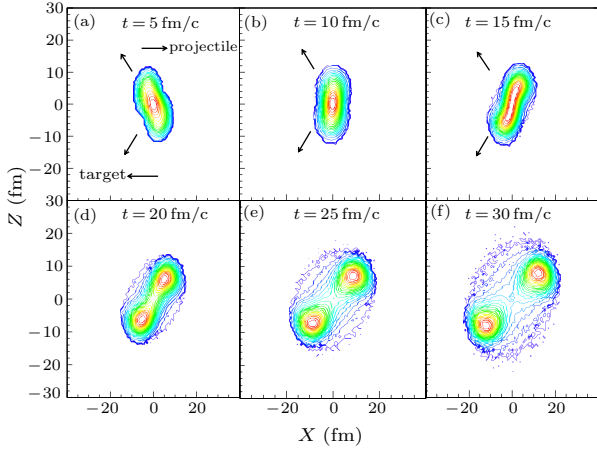 (a) t = 5 fm/c
projectile
target
(b) t = 10 fm/c
(c) t = 15 fm/c
(d) t = 20 fm/c
(e) t = 25 fm/c
(f) t = 30 fm/c
30
20
10
0
−10
−20
30
20
10
0
−10
−20
−30
Z (fm)
−20 0 20
−20 0 20
−20 0 20
X (fm)